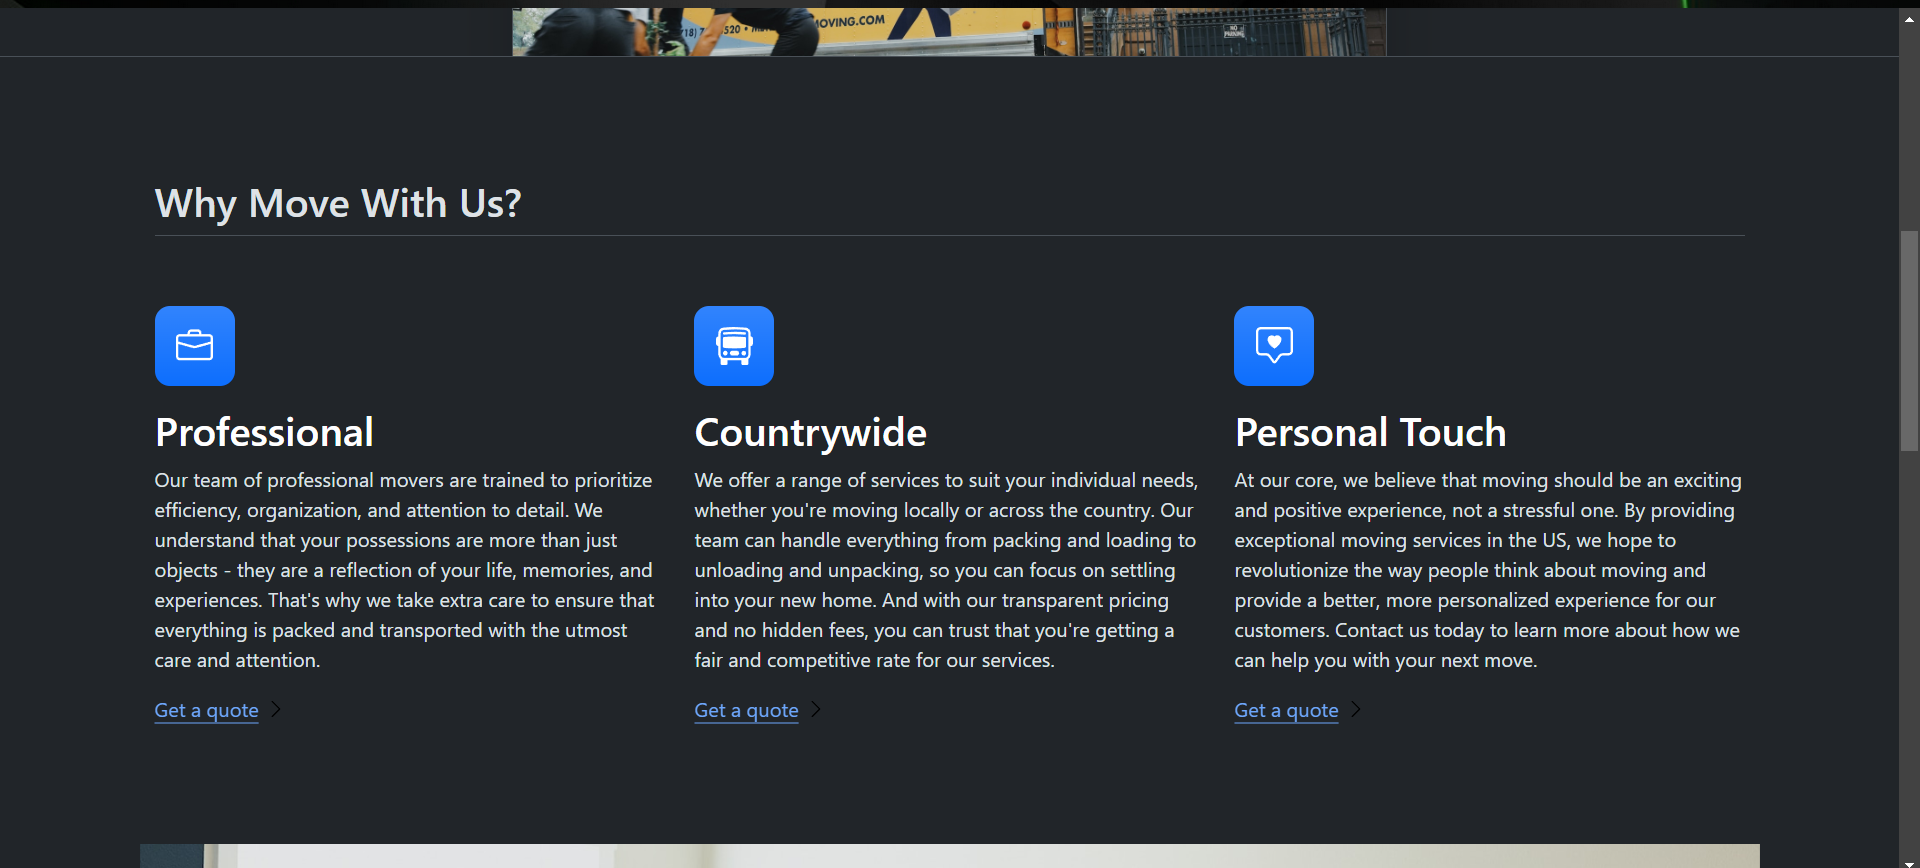 MOVING.COM
18) 7
520 •
NO
PARKING
Why Move With Us?
Professional
Our team of professional movers are trained to prioritize
efficiency, organization, and attention to detail. We
understand that your possessions are more than just
objects - they are a reflection of your life, memories, and
experiences. That's why we take extra care to ensure that
everything is packed and transported with the utmost
care and attention.
Get a quote
Countrywide
We offer a range of services to suit your individual needs,
whether you're moving locally or across the country. Our
team can handle everything from packing and loading to
unloading and unpacking, so you can focus on settling
into your new home. And with our transparent pricing
and no hidden fees, you can trust that you're getting a
fair and competitive rate for our services.
Get a quote
Personal Touch
At our core, we believe that moving should be an exciting
and positive experience, not a stressful one. By providing
exceptional moving services in the US, we hope to
revolutionize the way people think about moving and
provide a better, more personalized experience for our
customers. Contact us today to learn more about how we
can help you with your next move.
Get a quote